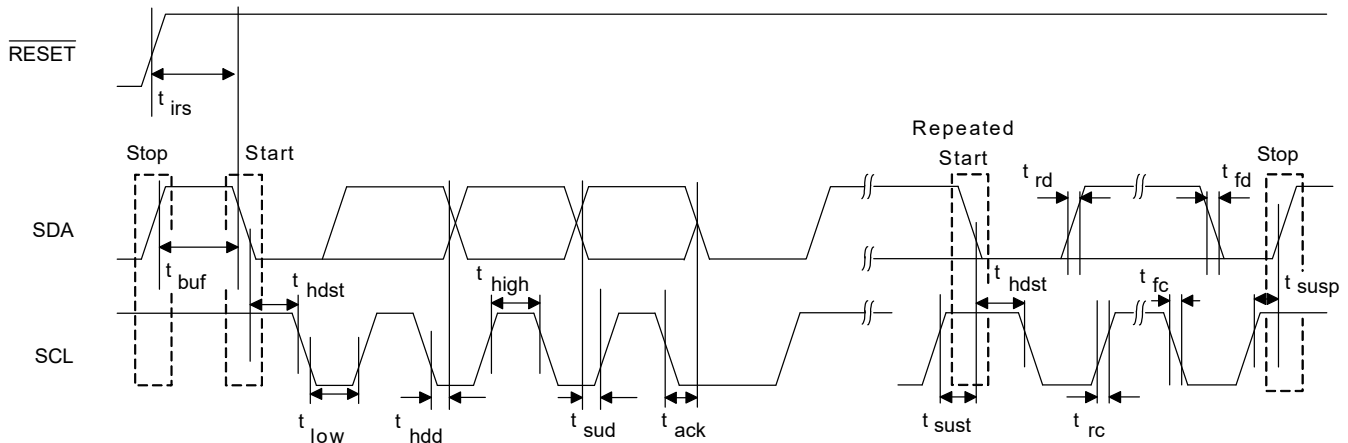 RESET
t irs
Repeated
Stop
Start
Start
Stop
t rd
t fd
SDA
t buf
t hdst
t high
t hdst
t fc
t susp
SCL
t low
t hdd
t sud
t ack
t sust
t rc